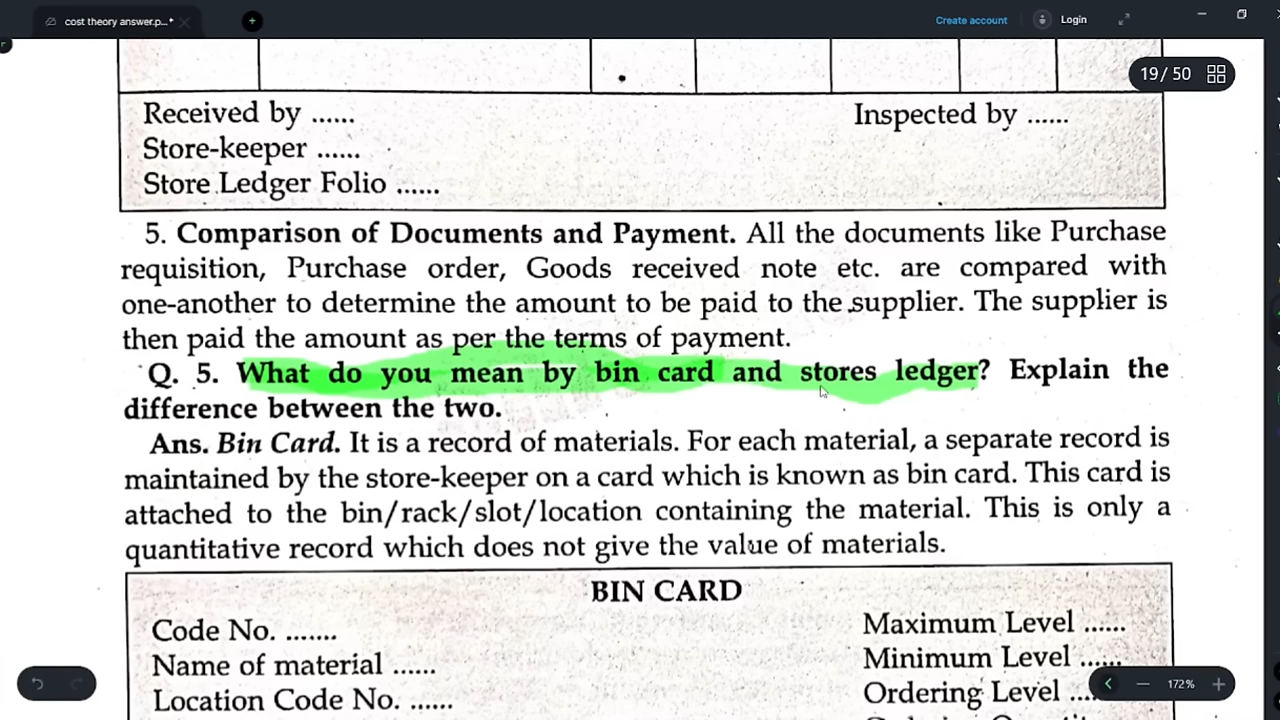 cost theory answer.p...*
Create account
Login
19 / 50
Received by ......
Inspected by ......
Store-keeper ......
Store Ledger Folio ......
5. Comparison of Documents and Payment. All the documents like Purchase
requisition, Purchase order, Goods received note etc. are compared with
one-another to determine the amount to be paid to the supplier. The supplier is
then paid the amount as per the terms of payment.
Q. 5. What do you mean by bin card and stores ledger? Explain the
difference between the two.
Ans. Bin Card. It is a record of materials. For each material, a separate record is
maintained by the store-keeper on a card which is known as bin card. This card is
attached to the bin/rack/slot/location containing the material. This is only a
quantitative record which does not give the value of materials.
BIN CARD
Code No. .......
Maximum Level ......
Name of material ......
Minimum Level ......
Location Code No. ......
Ordering Level ....
172%